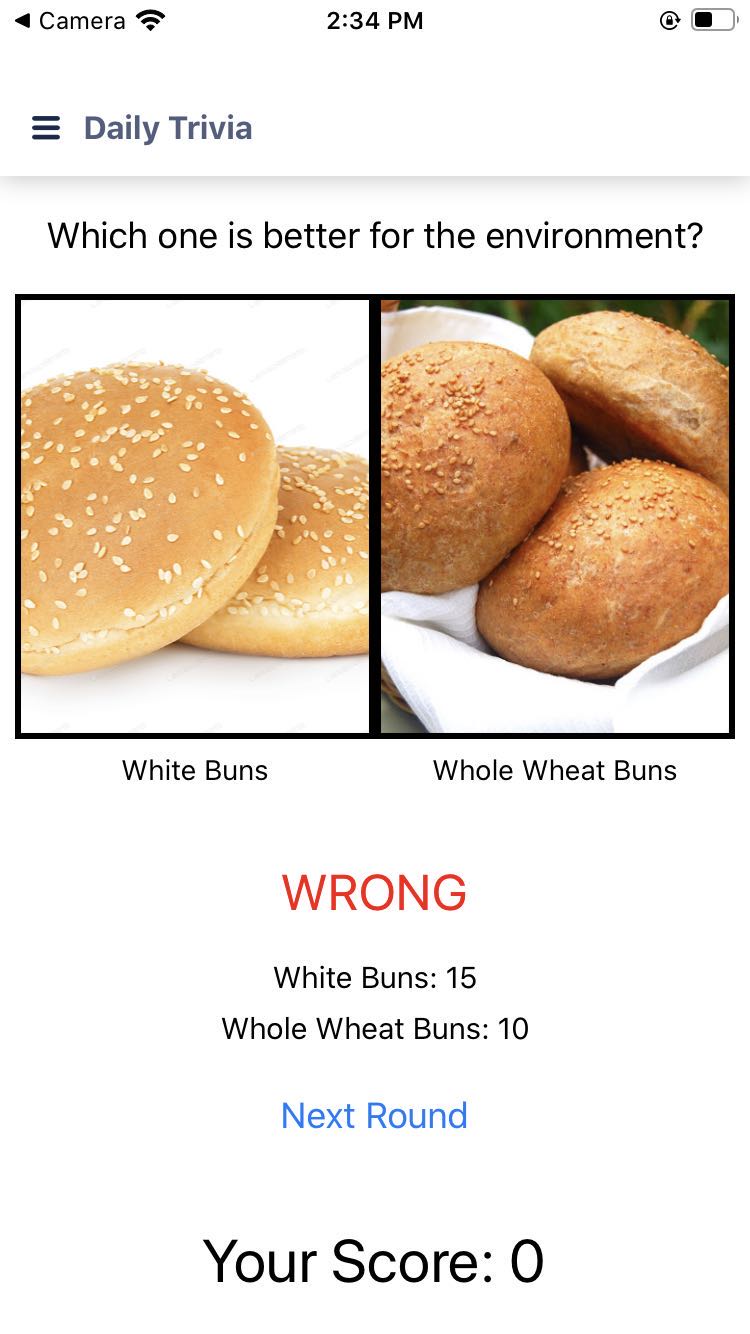 Camera
2:34 PM
Daily Trivia
Which one is better for the environment?
White Buns
Whole Wheat Buns
WRONG
White Buns: 15
Whole Wheat Buns: 10
Next Round
Your Score: 0